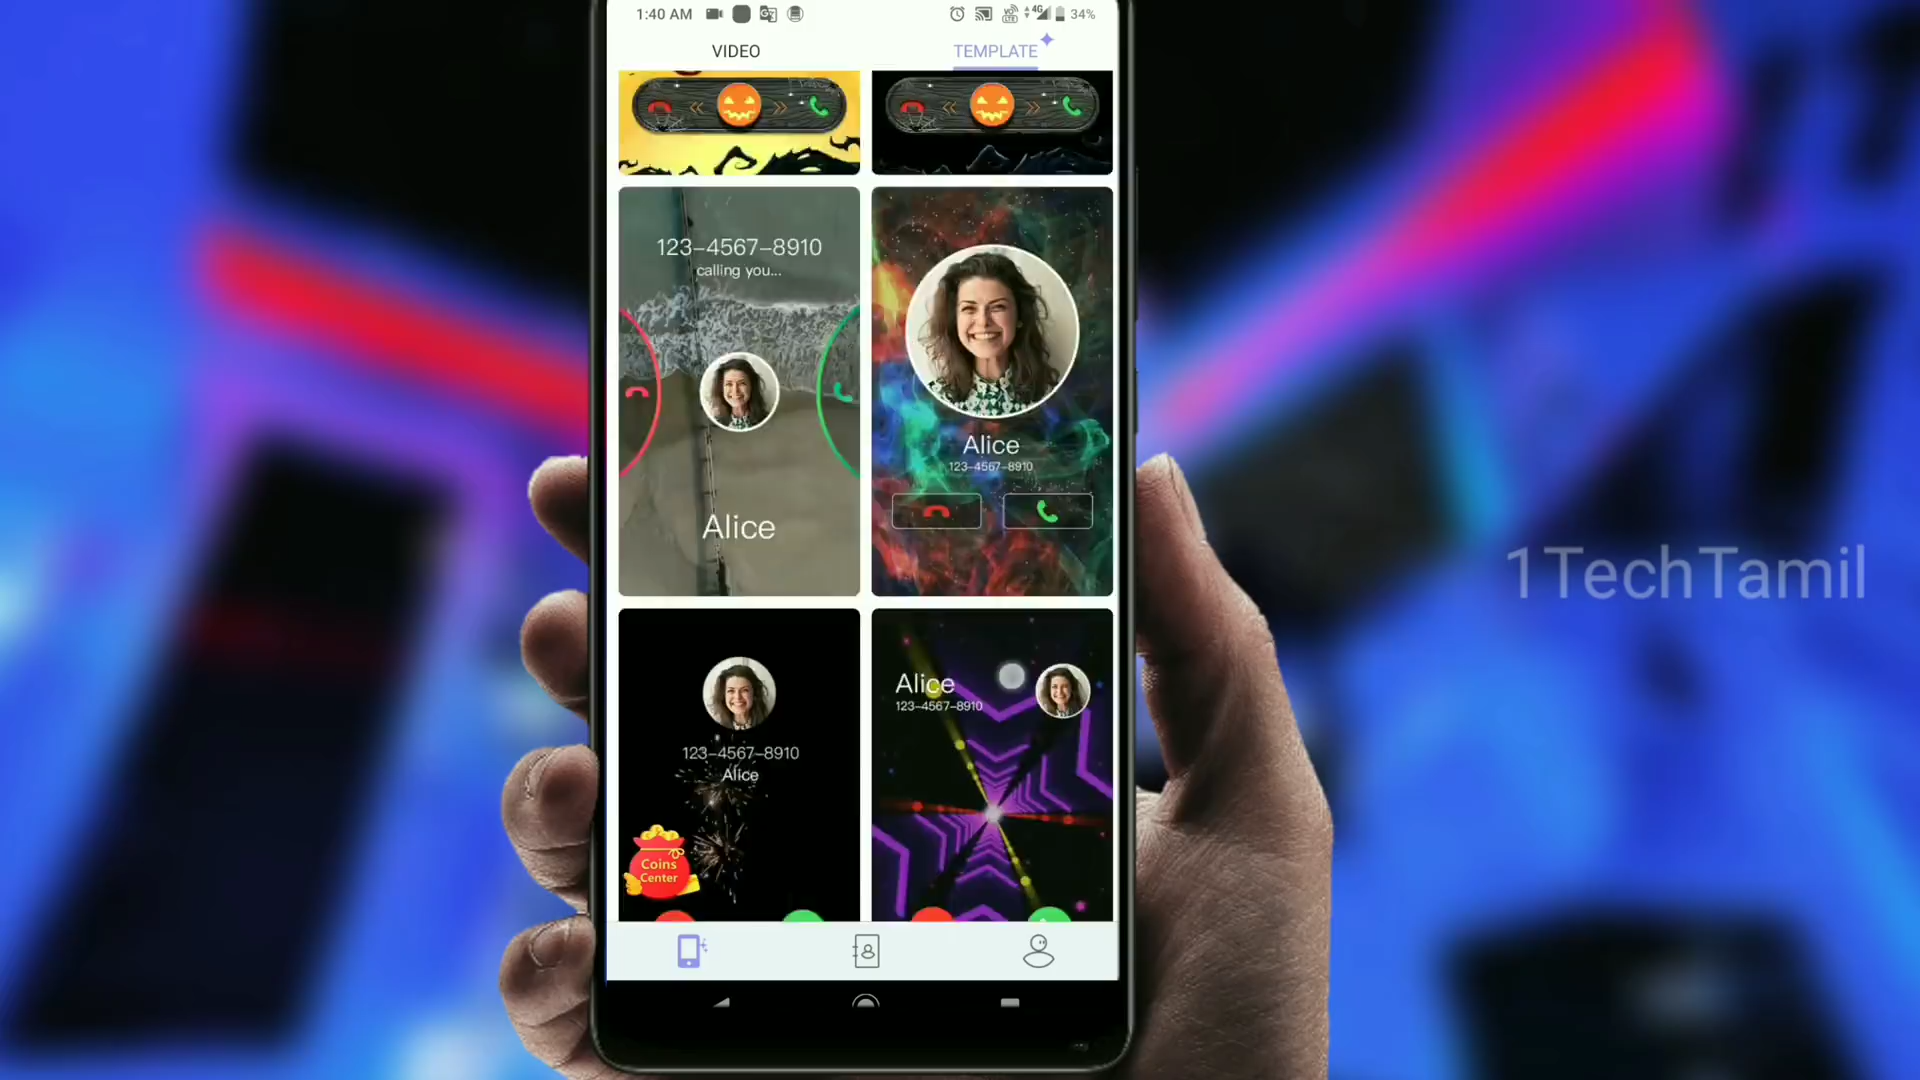 1:40 AM
4G
34%
VIDEO
TEMPLATE
123-4567-8910
calling you...
Alice
Alice
123-4567-8910
123-4567-8910
Alice
Alice
123-4567-8910
Coins
Center
1TechTamil